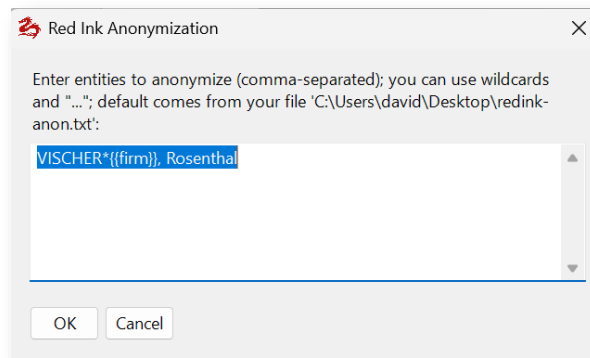 Red Ink Anonymization
Enter entities to anonymize (comma-separated); you can use wildcards
and "..."; default comes from your file 'C:\Users\david\Desktop\redink-
anon.txt':
VISCHER*{{firm}}, Rosenthal
OK
Cancel